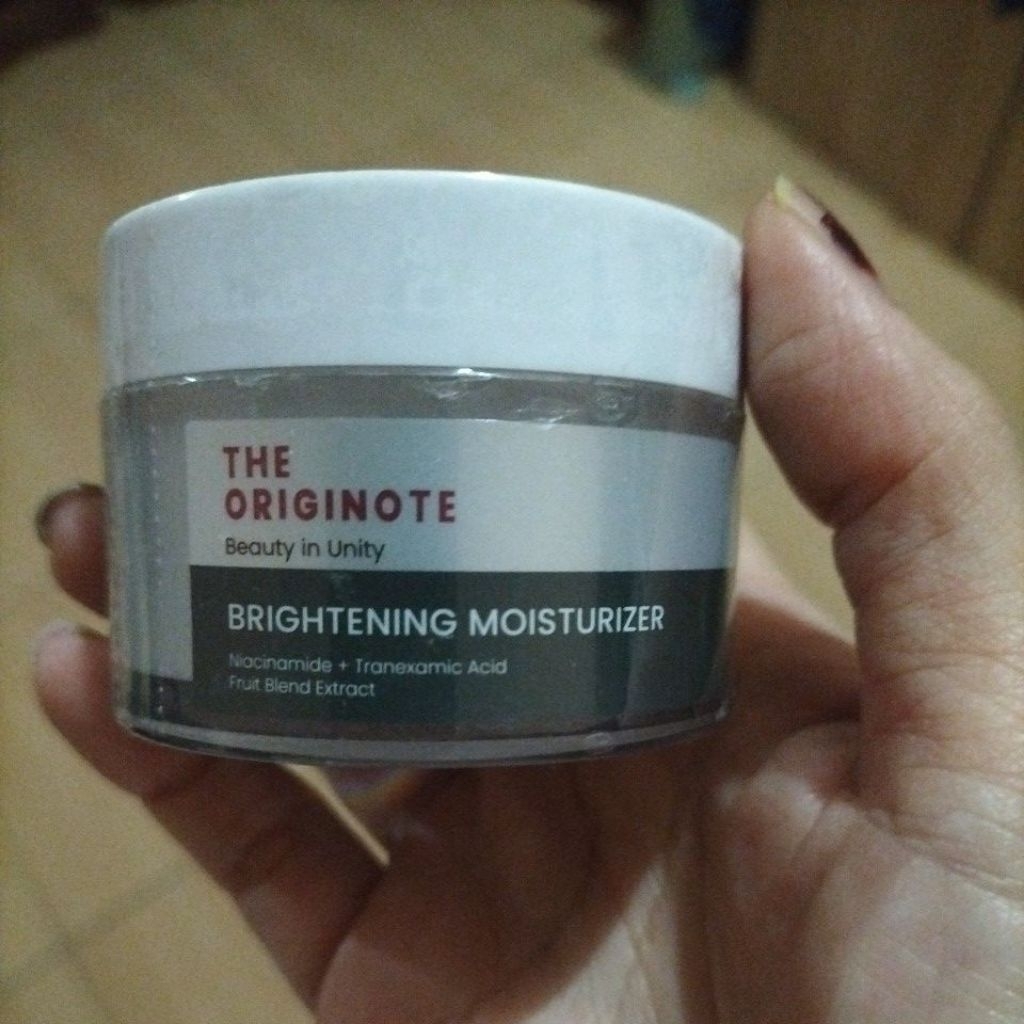 THE
ORIGINOTE
Beauty in Unity
BRIGHTENING MOISTURIZER
Niacinamide + Tranexamic Acid
Fruit Blend Extract